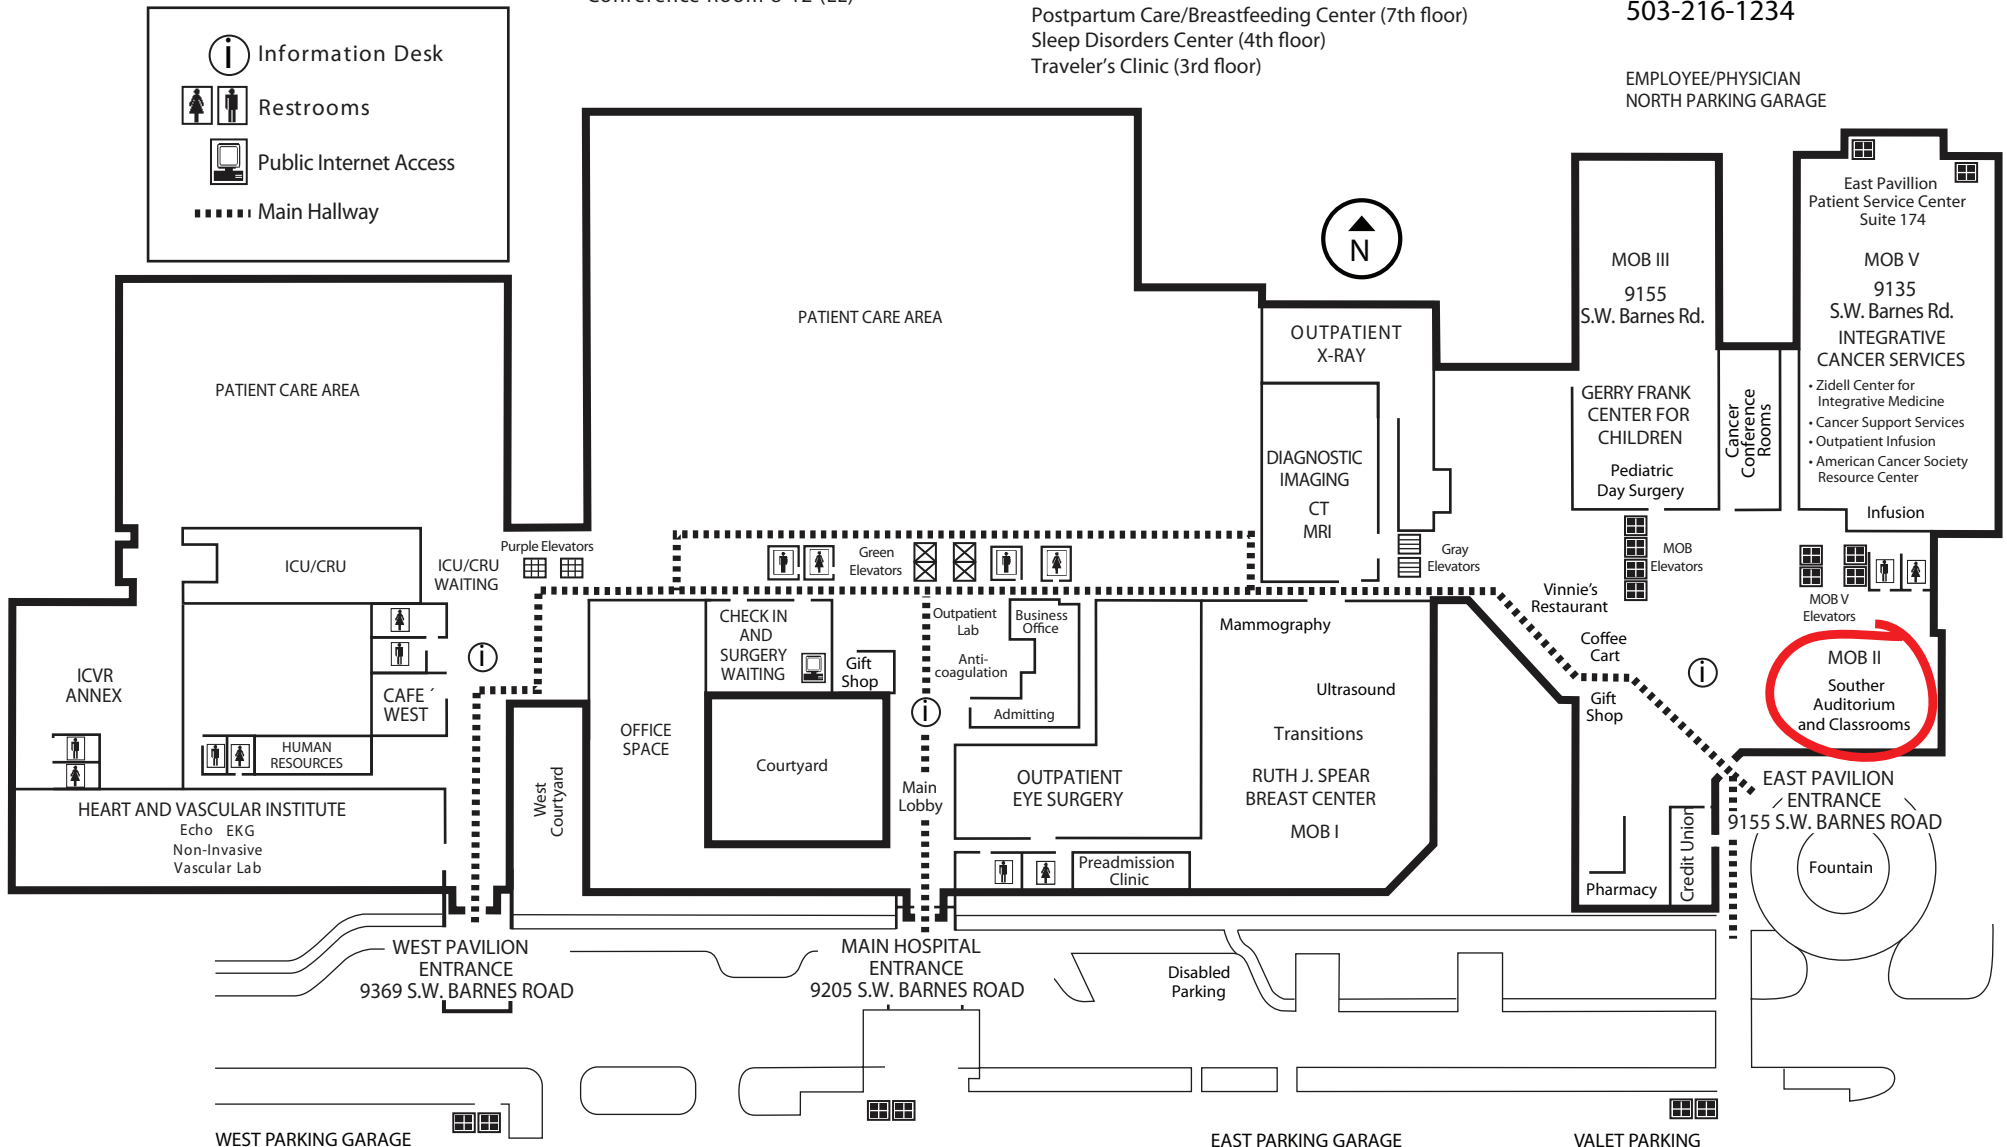 Postpartum Care/Breastfeeding Center (7th floor)
Sleep Disorders Center (4th floor)
Traveler's Clinic (3rd floor)
503-216-1234
EMPLOYEE/PHYSICIAN
NORTH PARKING GARAGE
i Information Desk
Restrooms
Public Internet Access
Main Hallway
N
PATIENT CARE AREA
PATIENT CARE AREA
OUTPATIENT
X-RAY
DIAGNOSTIC
IMAGING
CT
MRI
MOB III
9155
S.W. Barnes Rd.
GERRY FRANK
CENTER FOR
CHILDREN
Pediatric
Day Surgery
Cancer
Conference
Rooms
East Pavillion
Patient Service Center
Suite 174
MOB V
9135
S.W. Barnes Rd.
INTEGRATIVE
CANCER SERVICES
• Zidell Center for
Integrative Medicine
• Cancer Support Services
• Outpatient Infusion
• American Cancer Society
Resource Center
Infusion
ICU/CRU
ICU/CRU
WAITING
Purple Elevators
Green
Elevators
Gray
Elevators
MOB
Elevators
MOB V
Elevators
Vinnie's
Restaurant
Coffee
Cart
i
Gift
Shop
MOB II
Souther
Auditorium
and Classrooms
ICVR
ANNEX
i
CAFE ´
WEST
HUMAN
RESOURCES
HEART AND VASCULAR INSTITUTE
Echo EKG
Non-Invasive
Vascular Lab
West
Courtyard
OFFICE
SPACE
CHECK IN
AND
SURGERY
WAITING
Gift
Shop
Courtyard
Outpatient
Lab
Anti-
coagulation
Business
Office
Admitting
i
Main
Lobby
OUTPATIENT
EYE SURGERY
Preadmission
Clinic
Mammography
Ultrasound
Transitions
RUTH J. SPEAR
BREAST CENTER
MOB I
Pharmacy
Credit Union
EAST PAVILION
ENTRANCE
9155 S.W. BARNES ROAD
Fountain
WEST PAVILION
ENTRANCE
9369 S.W. BARNES ROAD
MAIN HOSPITAL
ENTRANCE
9205 S.W. BARNES ROAD
Disabled
Parking
WEST PARKING GARAGE
EAST PARKING GARAGE
VALET PARKING